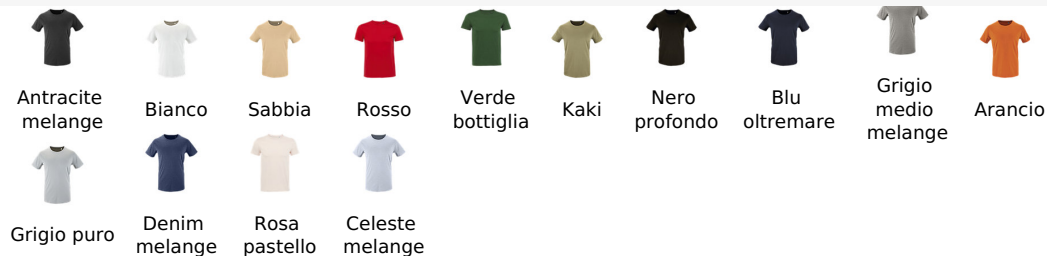 Antracite
melange
Bianco
Sabbia
Rosso
Verde
bottiglia
Kaki
Nero
profondo
Blu
oltremare
Grigio
medio
melange
Arancio
Grigio puro
Denim
melange
Rosa
pastello
Celeste
melange